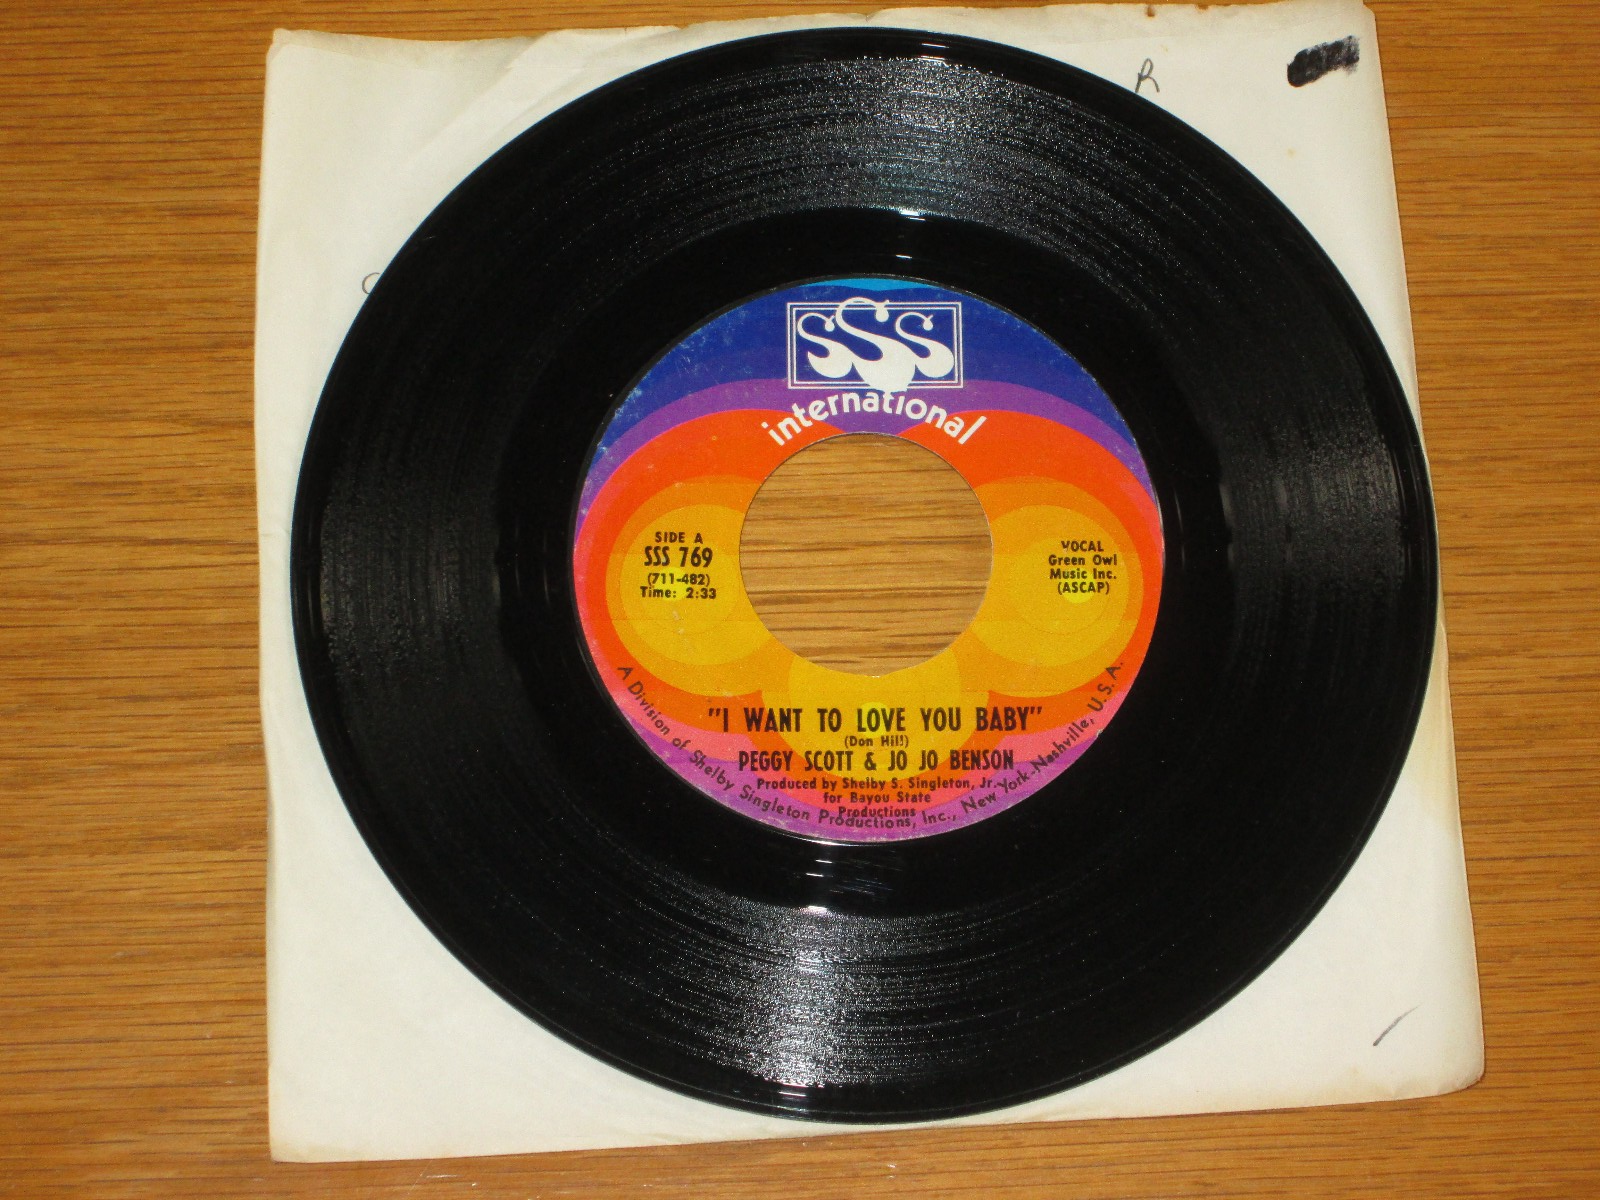 R
SSS
international
SIDE A
SSS 769
(711-482)
Time: 2:33
VOCAL
Green Owl
Music Inc.
(ASCAP)
"I WANT TO LOVE YOU BABY"
(Don Hill)
PEGGY SCOTT & JO JO BENSON
Produced by Shelby S. Singleton, Jr.
for Bayou State
Productions
A Division of Shelby Singleton Productions, Inc., New York-Nashville, U.S.A.